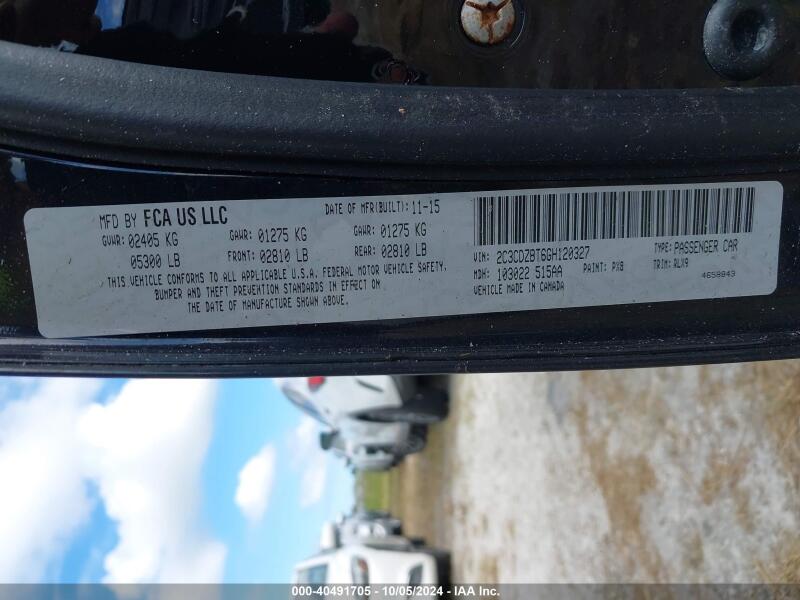 MFD BY FCA US LLC
DATE OF MFR(BUILT): 11-15
GVWR: 02405 KG GAWR: 01275 KG GAWR: 01275 KG
05300 LB FRONT: 02810 LB REAR: 02810 LB
THIS VEHICLE CONFORMS TO ALL APPLICABLE U.S.A. FEDERAL MOTOR VEHICLE SAFETY,
BUMPER AND THEFT PREVENTION STANDARDS IN EFFECT ON
THE DATE OF MANUFACTURE SHOWN ABOVE.
VIN: 2C3CDZBT6GH120327 TYPE: PASSENGER CAR
MDH: 103022 515AA PAINT: PX8 TRIM: RLX9
VEHICLE MADE IN CANADA 4658843
000-40491705 - 10/05/2024 - IAA Inc.